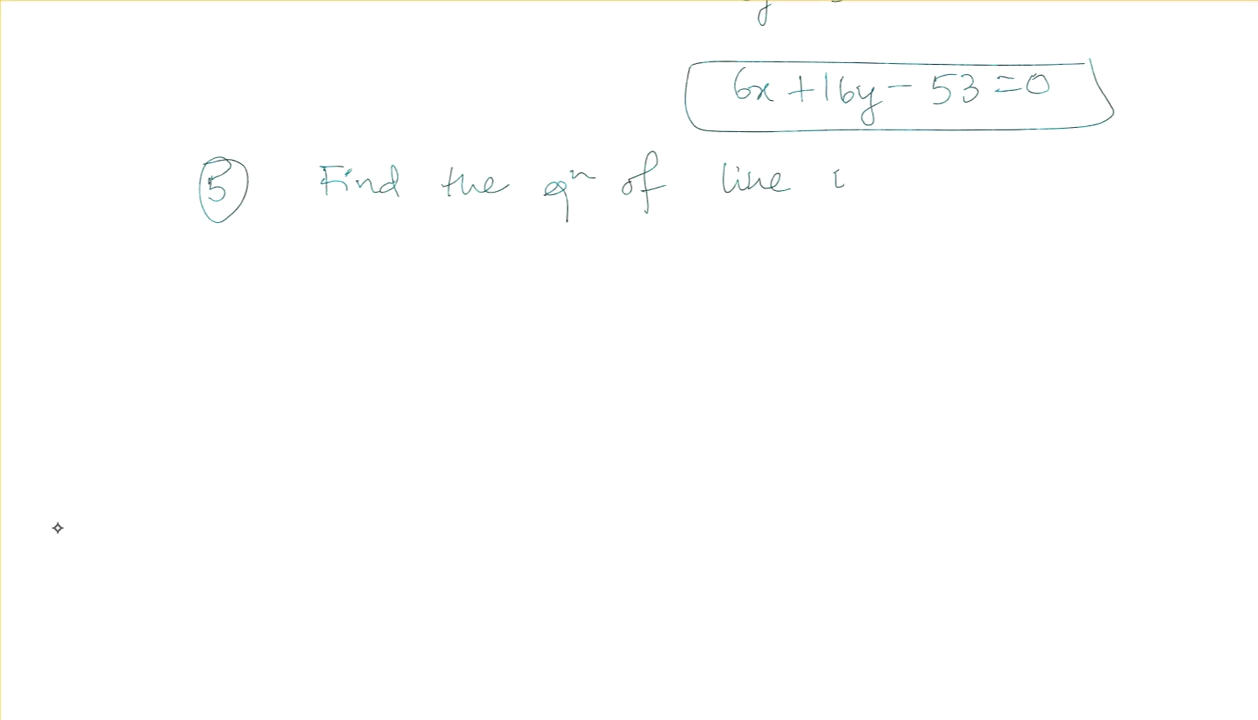 6x + 16y - 53 = 0
5 Find the eqn of line i